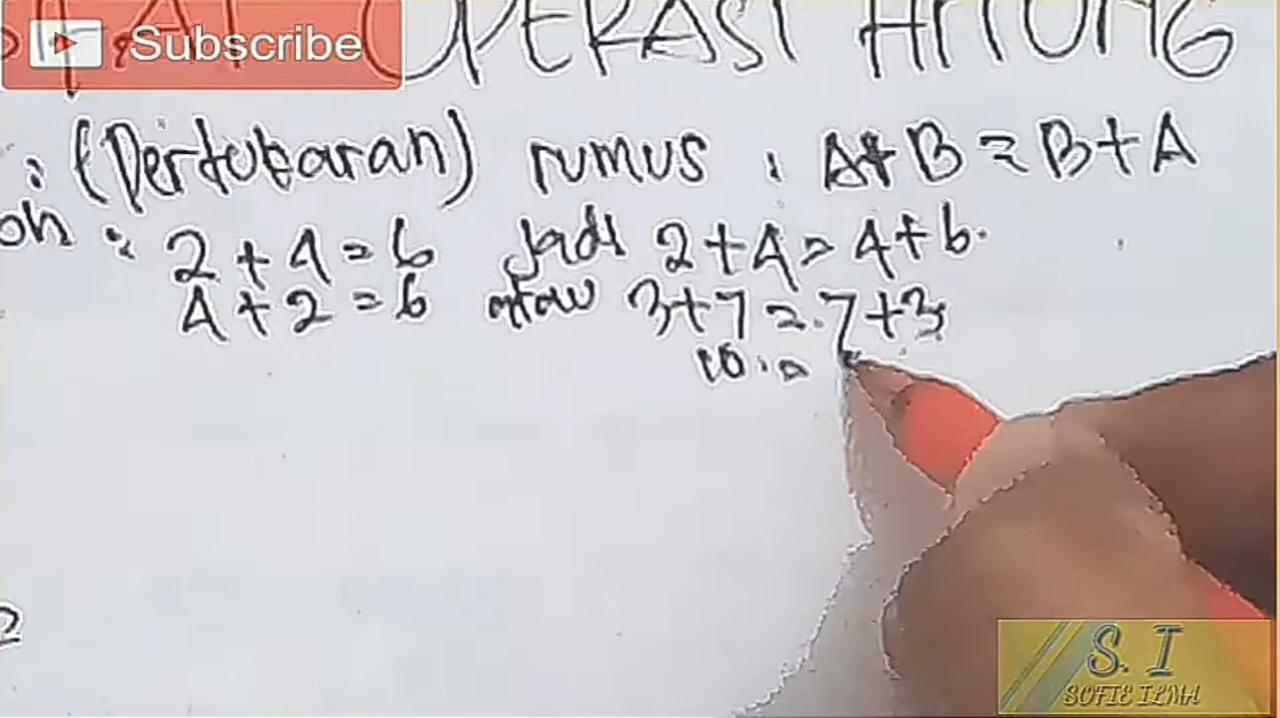 Subscribe
OPERASI HITUNG
: (Pertukaran) rumus : A+B = B+A
oh : 2+4=6 jadi 2+4=4+6.
4+2=6 atau 3+7=7+3
10 =
2
S. I
SOFIE ILMA